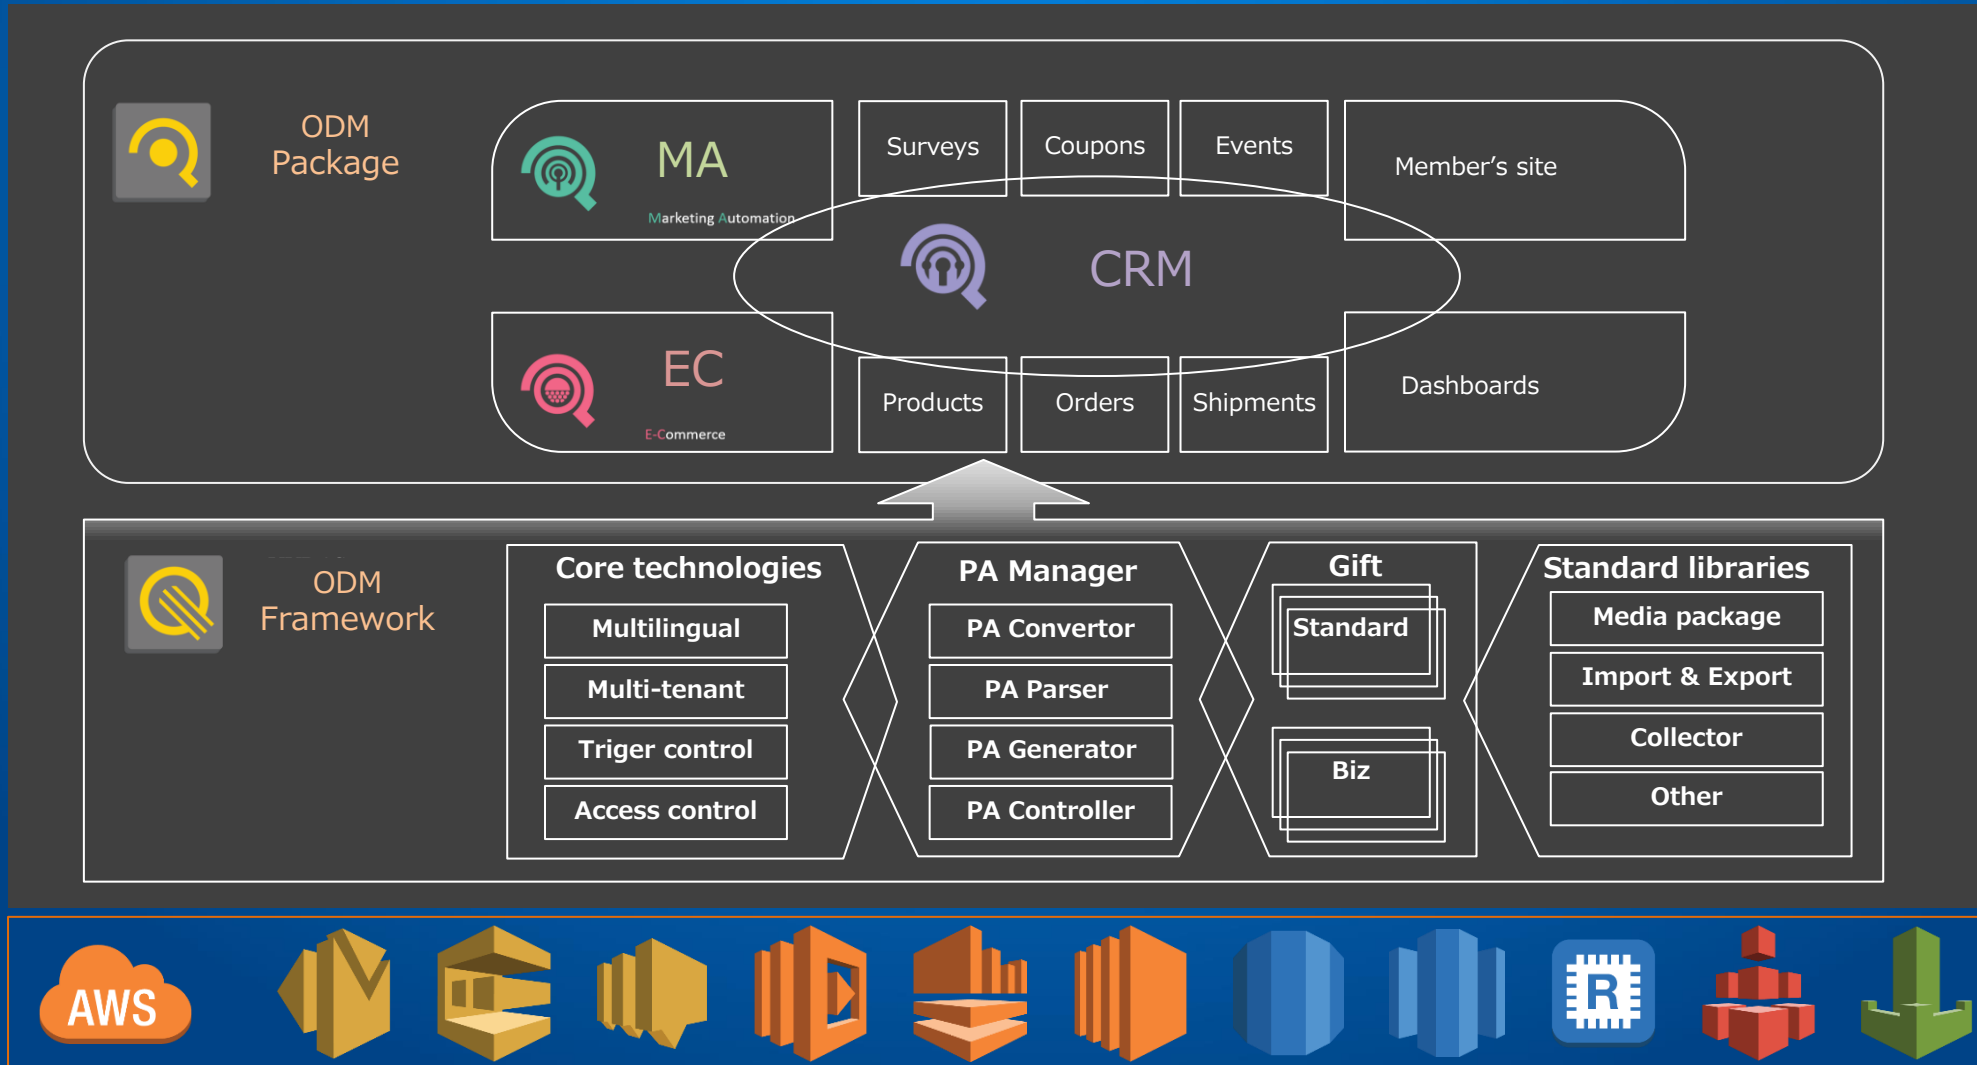 ODM
Package
MA
Marketing Automation
Surveys
Coupons
Events
Member’s site
CRM
EC
E-Commerce
Products
Orders
Shipments
Dashboards
ODM
Framework
Core technologies
Multilingual
Multi-tenant
Triger control
Access control
PA Manager
PA Convertor
PA Parser
PA Generator
PA Controller
Gift
Standard
Biz
Standard libraries
Media package
Import & Export
Collector
Other
AWS
R